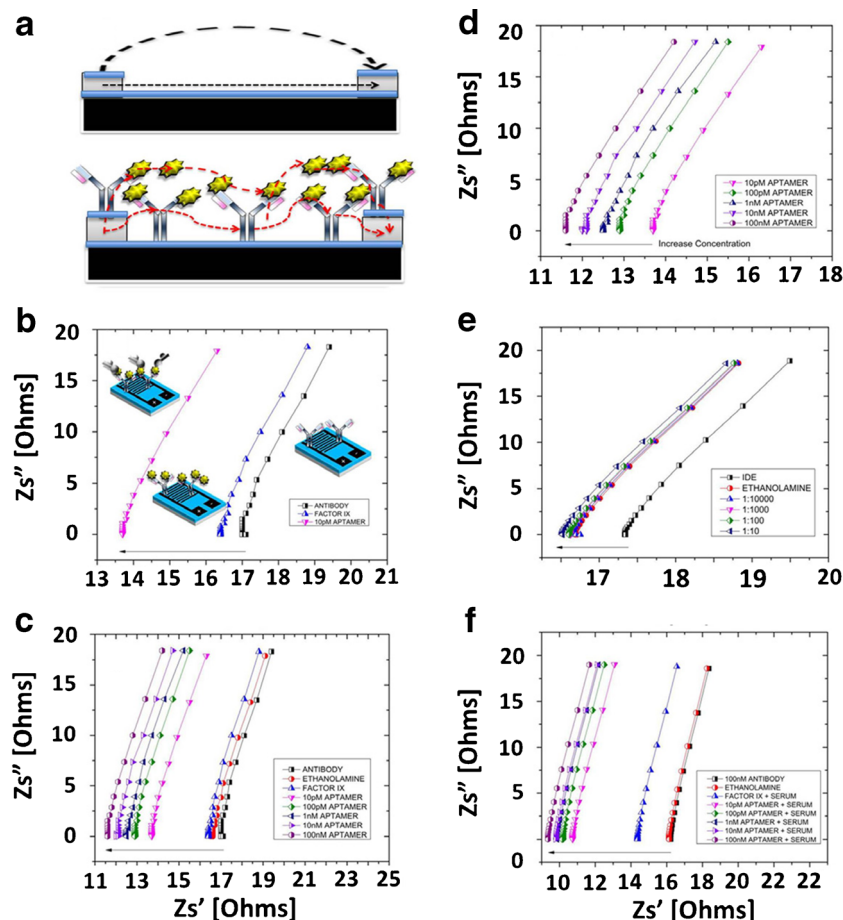 a
b
Zs″ [Ohms]
20
15
10
5
0
ANTIBODY
FACTOR IX
10pM APTAMER
13 14 15 16 17 18 19 20 21
c
Zs″ [Ohms]
20
15
10
5
0
ANTIBODY
ETHANOLAMINE
FACTOR IX
10pM APTAMER
100pM APTAMER
1nM APTAMER
10nM APTAMER
100nM APTAMER
11 13 15 17 19 21 23 25
Zs′ [Ohms]
d
Zs″ [Ohms]
20
15
10
5
0
10pM APTAMER
100pM APTAMER
1nM APTAMER
10nM APTAMER
100nM APTAMER
Increase Concentration
11 12 13 14 15 16 17 18
e
Zs″ [Ohms]
20
15
10
5
0
IDE
ETHANOLAMINE
1:10000
1:1000
1:100
1:10
17 18 19 20
f
Zs″ [Ohms]
20
15
10
5
0
100nM ANTIBODY
ETHANOLAMINE
FACTOR IX + SERUM
10pM APTAMER + SERUM
100pM APTAMER + SERUM
1nM APTAMER + SERUM
10nM APTAMER + SERUM
100nM APTAMER + SERUM
10 12 14 16 18 20 22
Zs′ [Ohms]